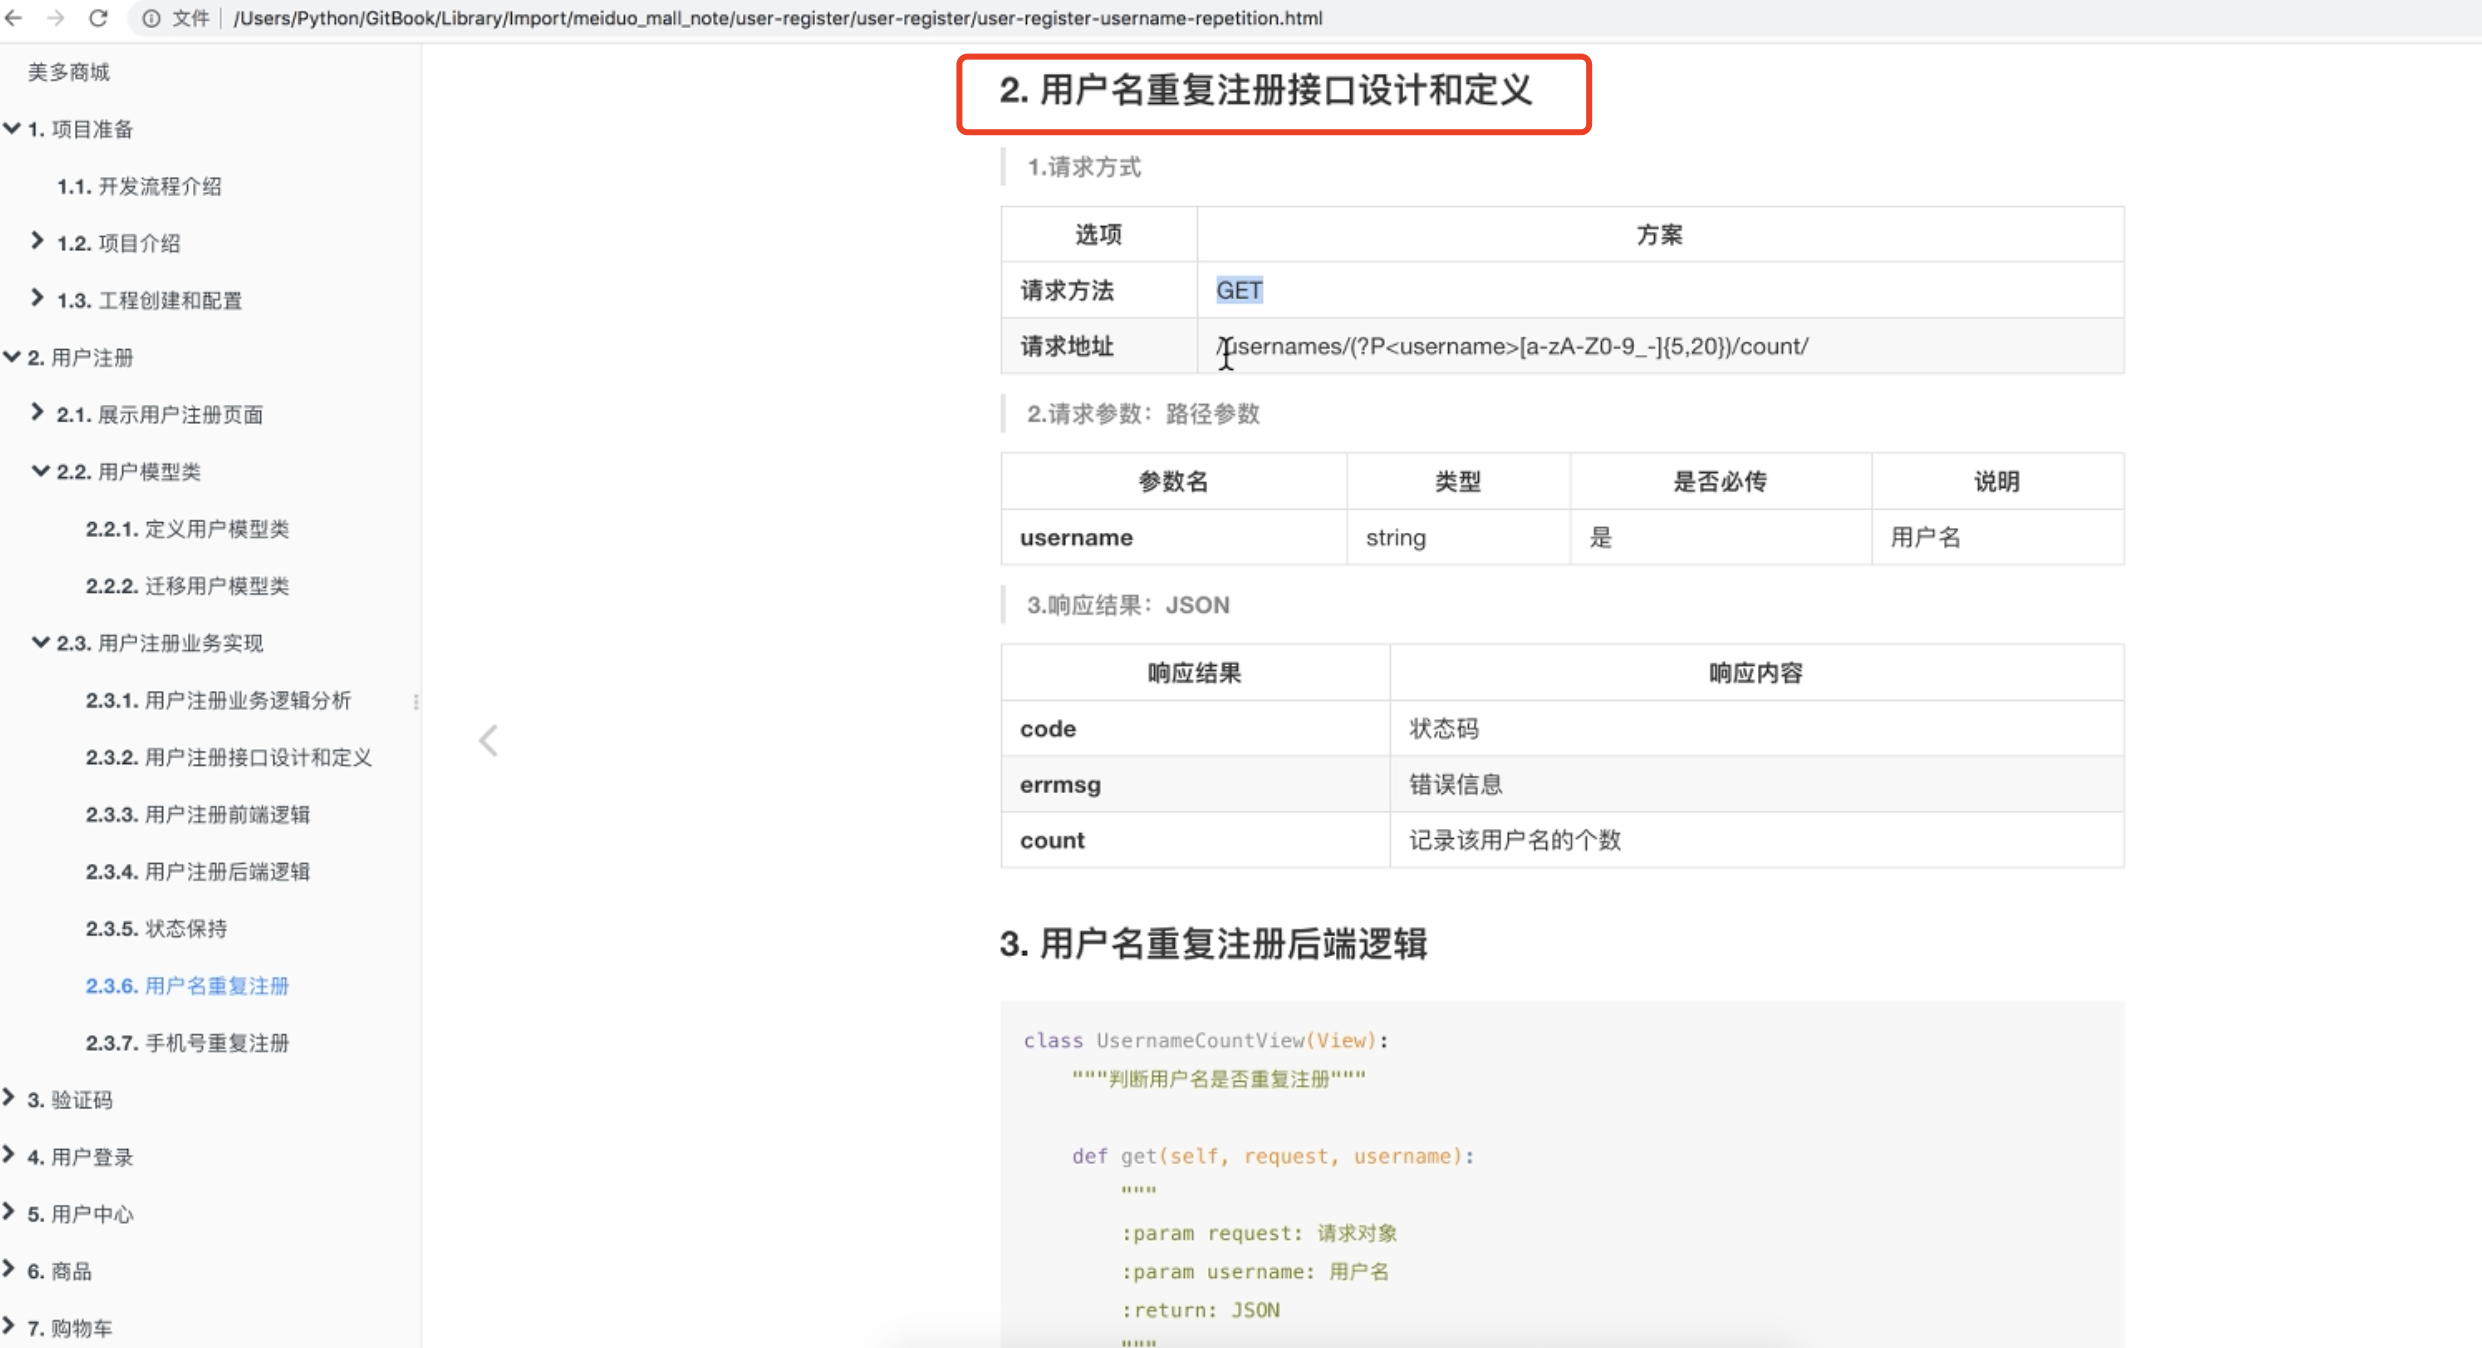 文件 /Users/Python/GitBook/Library/Import/meiduo_mall_note/user-register/user-register/user-register-username-repetition.html
美多商城
1. 项目准备
1.1. 开发流程介绍
1.2. 项目介绍
1.3. 工程创建和配置
2. 用户注册
2.1. 展示用户注册页面
2.2. 用户模型类
2.2.1. 定义用户模型类
2.2.2. 迁移用户模型类
2.3. 用户注册业务实现
2.3.1. 用户注册业务逻辑分析
2.3.2. 用户注册接口设计和定义
2.3.3. 用户注册前端逻辑
2.3.4. 用户注册后端逻辑
2.3.5. 状态保持
2.3.6. 用户名重复注册
2.3.7. 手机号重复注册
3. 验证码
4. 用户登录
5. 用户中心
6. 商品
7. 购物车
2. 用户名重复注册接口设计和定义
1.请求方式
选项 方案
请求方法 GET
请求地址 /usernames/(?P<username>[a-zA-Z0-9_-]{5,20})/count/
2.请求参数：路径参数
参数名 类型 是否必传 说明
username string 是 用户名
3.响应结果：JSON
响应结果 响应内容
code 状态码
errmsg 错误信息
count 记录该用户名的个数
3. 用户名重复注册后端逻辑
class UsernameCountView(View):
"""判断用户名是否重复注册"""
def get(self, request, username):
"""
:param request: 请求对象
:param username: 用户名
:return: JSON
"""